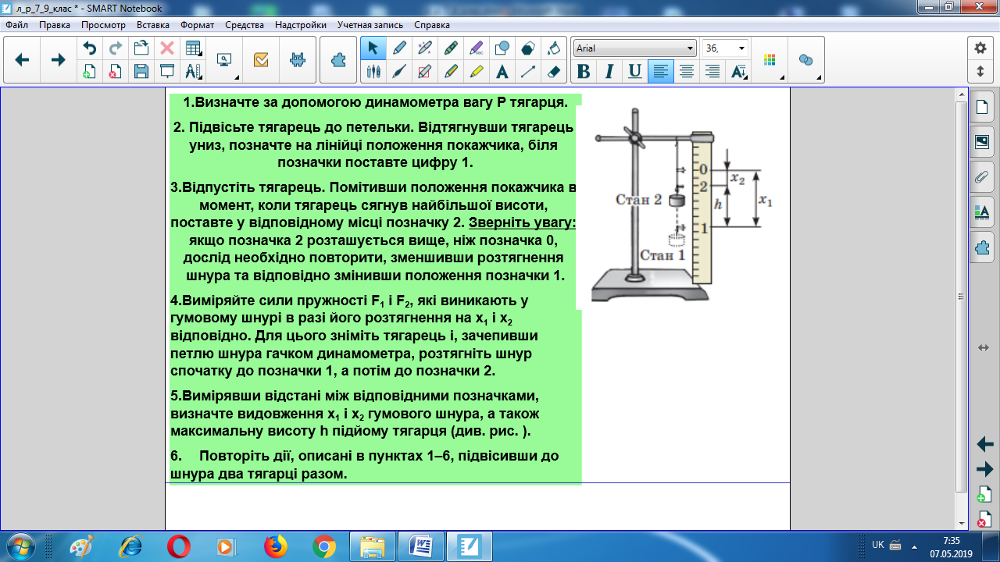 л_р_7_9_клас * - SMART Notebook
Файл Правка Просмотр Вставка Формат Средства Надстройки Учетная запись Справка
Arial 36,
B I U
1.Визначте за допомогою динамометра вагу P тягарця.
2. Підвісьте тягарець до петельки. Відтягнувши тягарець
униз, позначте на лінійці положення покажчика, біля
позначки поставте цифру 1.
3.Відпустіть тягарець. Помітивши положення покажчика в
момент, коли тягарець сягнув найбільшої висоти,
поставте у відповідному місці позначку 2. Зверніть увагу:
якщо позначка 2 розташується вище, ніж позначка 0,
дослід необхідно повторити, зменшивши розтягнення
шнура та відповідно змінивши положення позначки 1.
4.Виміряйте сили пружності F₁ і F₂, які виникають у
гумовому шнурі в разі його розтягнення на x₁ і x₂
відповідно. Для цього зніміть тягарець і, зачепивши
петлю шнура гачком динамометра, розтягніть шнур
спочатку до позначки 1, а потім до позначки 2.
5.Вимірявши відстані між відповідними позначками,
визначте видовження x₁ і x₂ гумового шнура, а також
максимальну висоту h підйому тягарця (див. рис. ).
6. Повторіть дії, описані в пунктах 1–6, підвісивши до
шнура два тягарці разом.
0
x₂
2
Стан 2
h
x₁
1
Стан 1
UK
7:35
07.05.2019